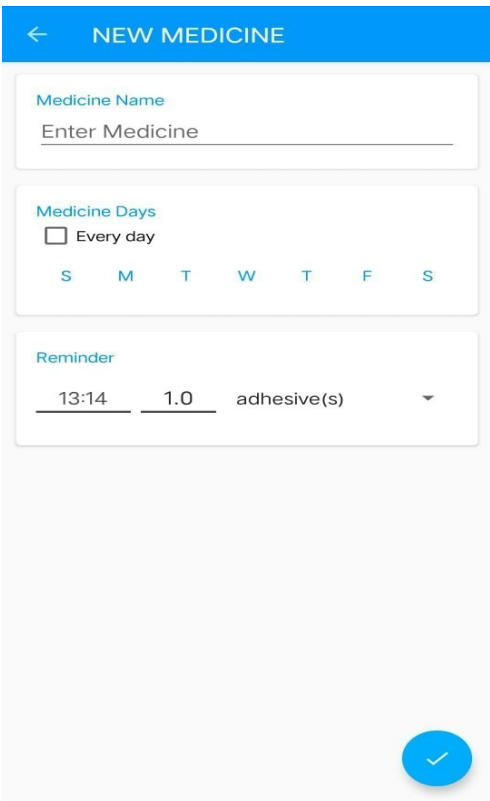 NEW MEDICINE
Medicine Name
Enter Medicine
Medicine Days
Every day
S M T W T F S
Reminder
13:14 1.0 adhesive(s)